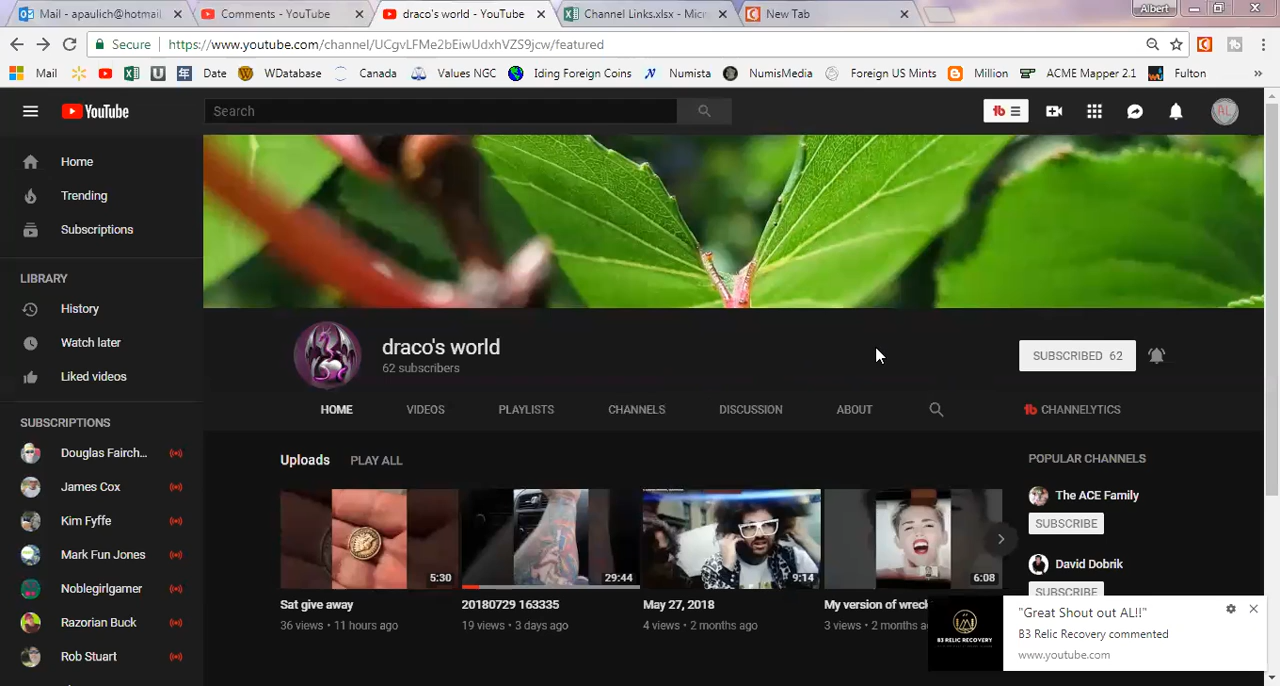 Mail - apaulich@hotmail
Comments - YouTube
draco's world - YouTube
Channel Links.xlsx - Micr
New Tab
Albert
Secure
https://www.youtube.com/channel/UCgvLFMe2bEiwUdxhVZS9jcw/featured
Mail
Date
WDatabase
Canada
Values NGC
Iding Foreign Coins
Numista
NumisMedia
Foreign US Mints
Million
ACME Mapper 2.1
Fulton
»
YouTube
Search
tb
AL
Home
Trending
Subscriptions
LIBRARY
History
Watch later
Liked videos
SUBSCRIPTIONS
Douglas Fairch...
James Cox
Kim Fyffe
Mark Fun Jones
Noblegirlgamer
Razorian Buck
Rob Stuart
draco's world
62 subscribers
SUBSCRIBED 62
HOME
VIDEOS
PLAYLISTS
CHANNELS
DISCUSSION
ABOUT
tb CHANNELYTICS
Uploads PLAY ALL
5:30
Sat give away
36 views • 11 hours ago
29:44
20180729 163335
19 views • 3 days ago
9:14
May 27, 2018
4 views • 2 months ago
6:08
My version of wreck
3 views • 2 months a
POPULAR CHANNELS
The ACE Family
SUBSCRIBE
David Dobrik
SUBSCRIBE
B3 RELIC RECOVERY
"Great Shout out AL!!"
B3 Relic Recovery commented
www.youtube.com